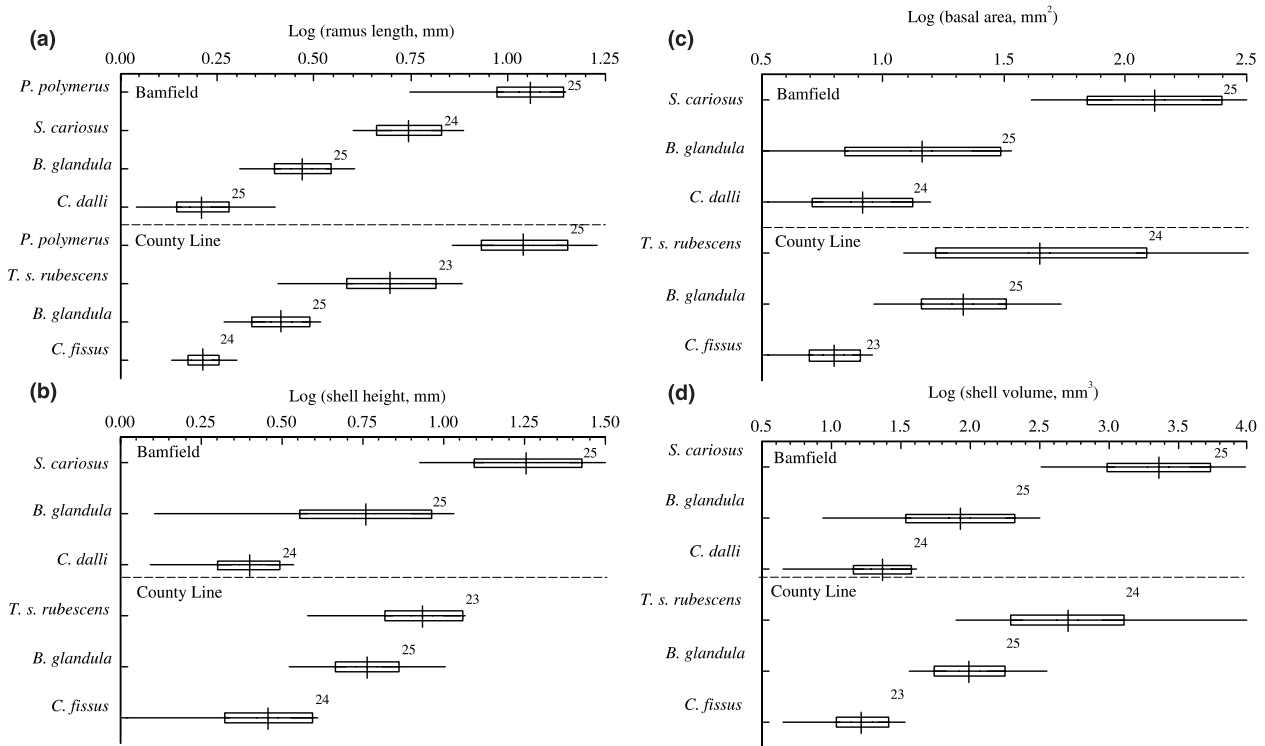 (a)
Log (ramus length, mm)
0.00 0.25 0.50 0.75 1.00 1.25
Bamfield
P. polymerus 25
S. cariosus 24
B. glandula 25
C. dalli 25
County Line
P. polymerus 25
T. s. rubescens 23
B. glandula 25
C. fissus 24
(b)
Log (shell height, mm)
0.00 0.25 0.50 0.75 1.00 1.25 1.50
Bamfield
S. cariosus 25
B. glandula 25
C. dalli 24
County Line
T. s. rubescens 23
B. glandula 25
C. fissus 24
(c)
Log (basal area, mm²)
0.5 1.0 1.5 2.0 2.5
Bamfield
S. cariosus 25
B. glandula 25
C. dalli 24
County Line
T. s. rubescens 24
B. glandula 25
C. fissus 23
(d)
Log (shell volume, mm³)
0.5 1.0 1.5 2.0 2.5 3.0 3.5 4.0
Bamfield
S. cariosus 25
B. glandula 25
C. dalli 24
County Line
T. s. rubescens 24
B. glandula 25
C. fissus 23